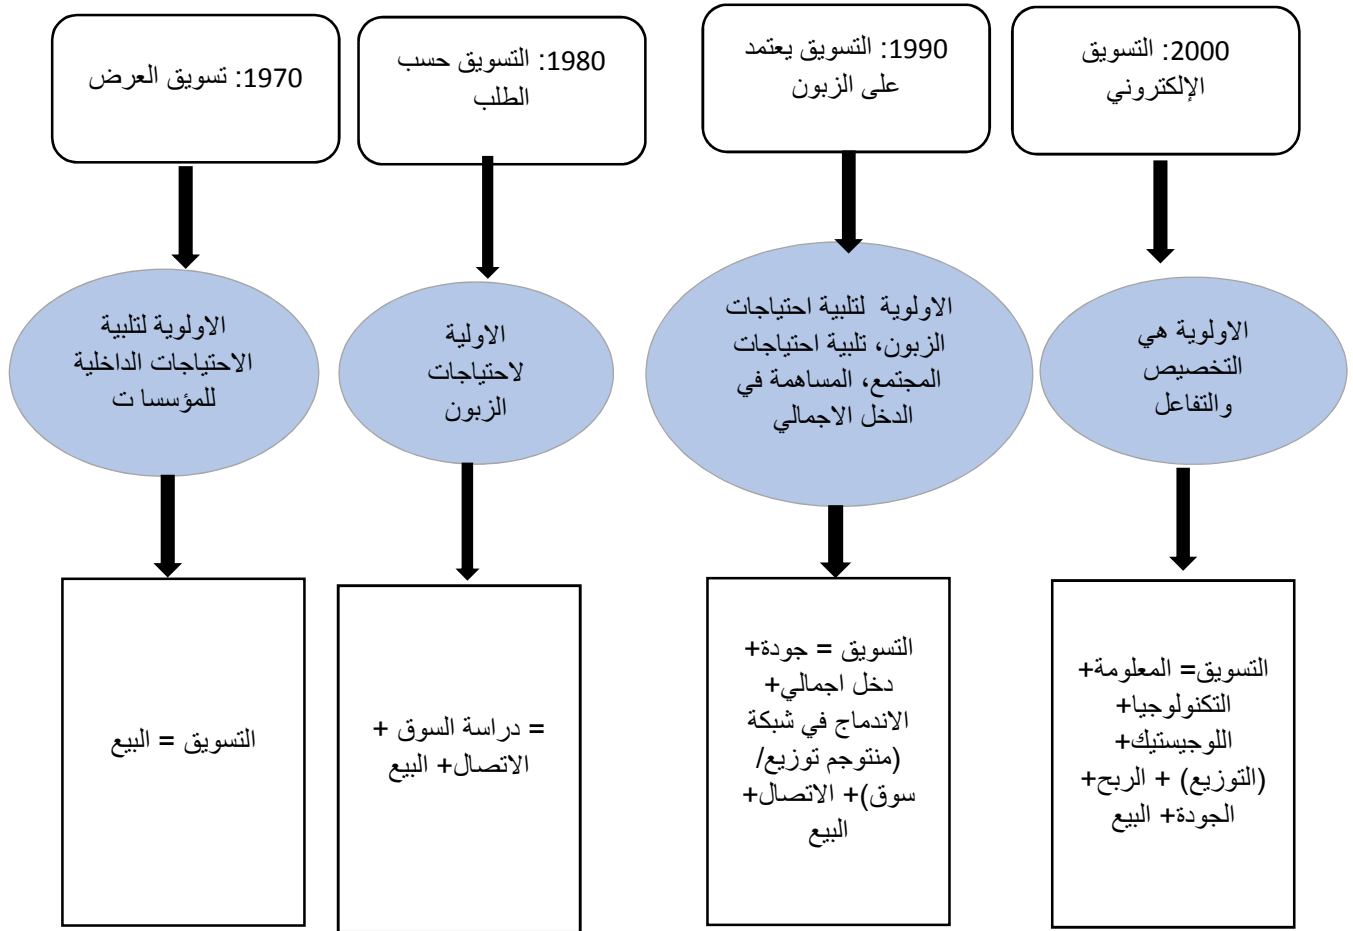 1970: تسويق العرض
1980: التسويق حسب
الطلب
1990: التسويق يعتمد
على الزبون
2000: التسويق
الإلكتروني
الاولوية لتلبية
الاحتياجات الداخلية
للمؤسسا ت
الاولية
لاحتياجات
الزبون
الاولوية لتلبية احتياجات
الزبون، تلبية احتياجات
المجتمع، المساهمة في
الدخل الاجمالي
الاولوية هي
التخصيص
والتفاعل
التسويق = البيع
= دراسة السوق +
الاتصال+ البيع
التسويق = جودة+
دخل اجمالي+
الاندماج في شبكة
(منتوجم توزيع/
سوق)+ الاتصال+
البيع
التسويق= المعلومة+
التكنولوجيا+
اللوجيستيك+
(التوزيع) + الربح+
الجودة+ البيع